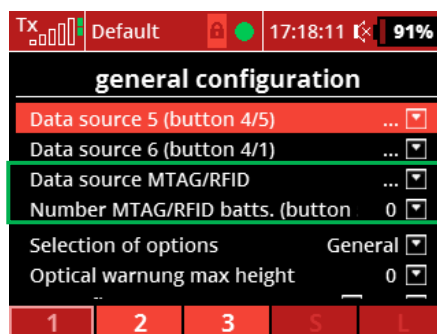 Tx Default 17:18:11 91%
general configuration
Data source 5 (button 4/5) ...
Data source 6 (button 4/1) ...
Data source MTAG/RFID ...
Number MTAG/RFID batts. (button 0
Selection of options General
Optical warnung max height 0
1 2 3 S L